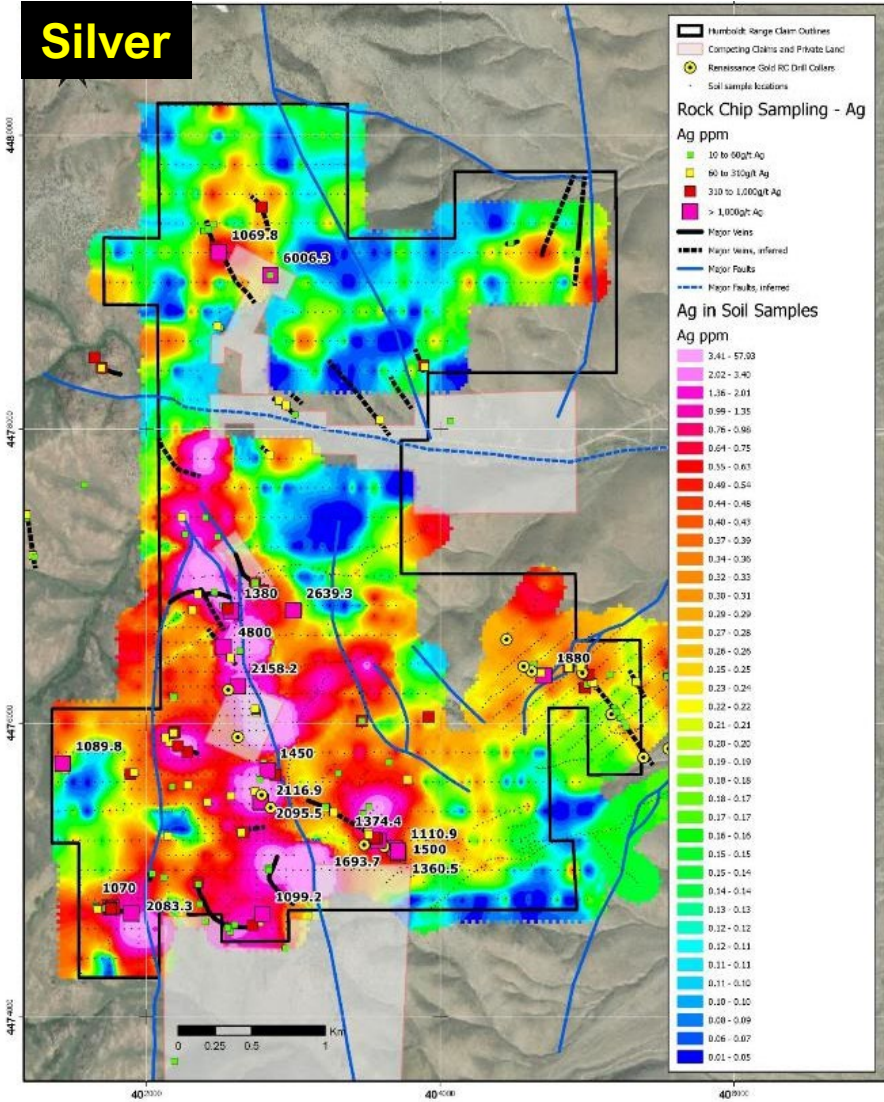 Silver
Humboldt Range Claim Outlines
Competing Claims and Private Land
Renaissance Gold RC Drill Collars
Soil sample locations
Rock Chip Sampling - Ag
Ag ppm
10 to 60g/t Ag
60 to 310g/t Ag
310 to 1,000g/t Ag
> 1,000g/t Ag
Major Veins
Major Veins, inferred
Major Faults
Major Faults, inferred
Ag in Soil Samples
Ag ppm
3.41 - 57.93
2.02 - 3.40
1.36 - 2.01
0.99 - 1.35
0.76 - 0.98
0.64 - 0.75
0.55 - 0.63
0.49 - 0.54
0.44 - 0.48
0.40 - 0.43
0.37 - 0.39
0.34 - 0.36
0.32 - 0.33
0.30 - 0.31
0.29 - 0.29
0.27 - 0.28
0.26 - 0.26
0.25 - 0.25
0.23 - 0.24
0.22 - 0.22
0.21 - 0.21
0.20 - 0.20
0.19 - 0.19
0.18 - 0.18
0.17 - 0.17
0.16 - 0.16
0.15 - 0.15
0.15 - 0.14
0.14 - 0.14
0.13 - 0.13
0.12 - 0.12
0.12 - 0.11
0.11 - 0.11
0.11 - 0.10
0.10 - 0.10
0.08 - 0.09
0.06 - 0.07
0.01 - 0.05
1069.8
6006.3
1380
2639.3
4800
2158.2
1880
1089.8
1450
2116.9
2095.5
1374.4
1110.9
1500
1693.7
1360.5
1070
2083.3
1099.2
4480000
4478000
4476000
4474000
Km
0 0.25 0.5 1
402000
404000